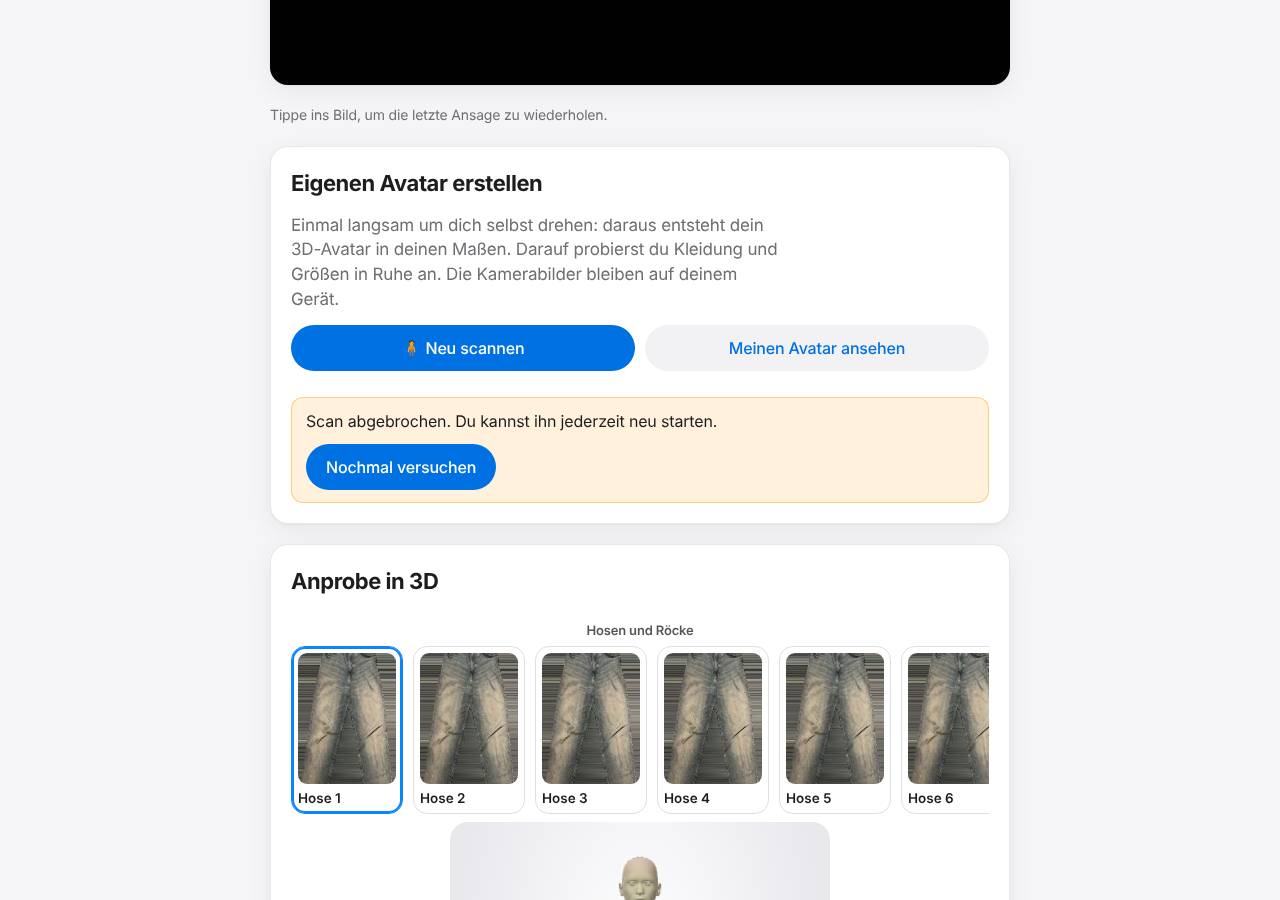 Tippe ins Bild, um die letzte Ansage zu wiederholen.
Eigenen Avatar erstellen
Einmal langsam um dich selbst drehen: daraus entsteht dein
3D-Avatar in deinen Maßen. Darauf probierst du Kleidung und
Größen in Ruhe an. Die Kamerabilder bleiben auf deinem
Gerät.
Neu scannen
Meinen Avatar ansehen
Scan abgebrochen. Du kannst ihn jederzeit neu starten.
Nochmal versuchen
Anprobe in 3D
Hosen und Röcke
Hose 1
Hose 2
Hose 3
Hose 4
Hose 5
Hose 6